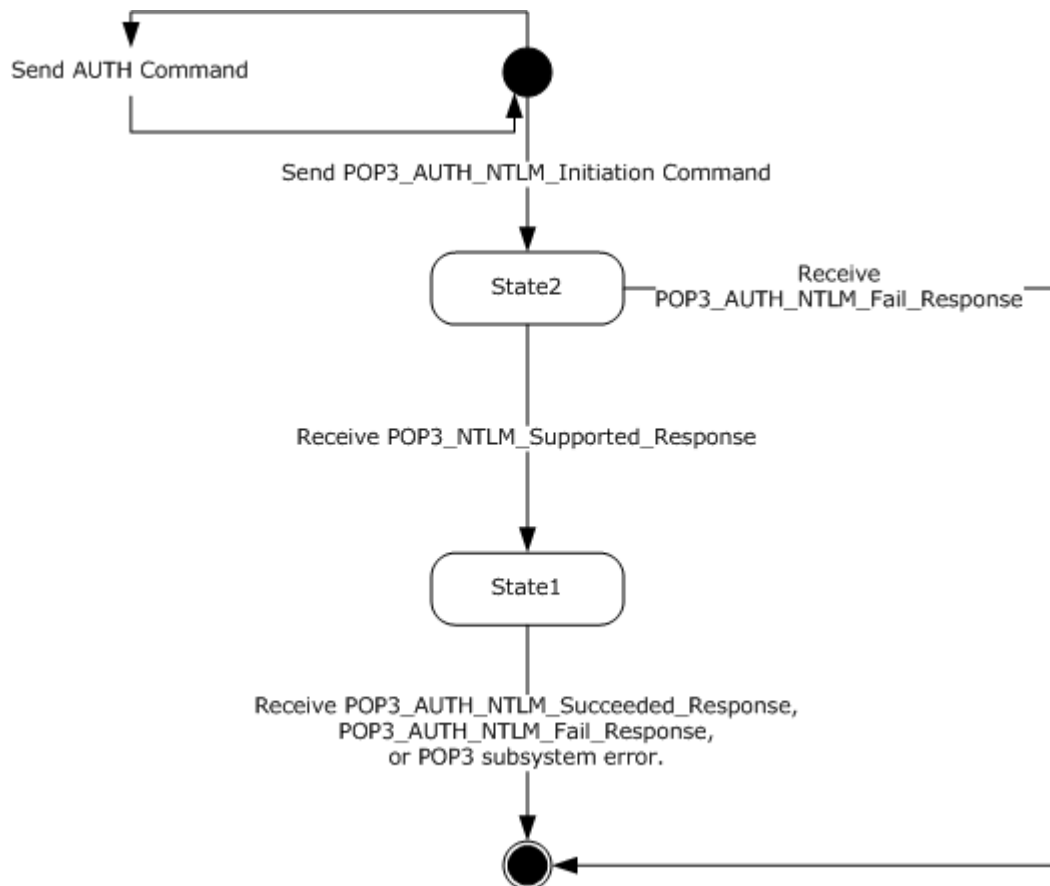 Send AUTH Command
Send POP3_AUTH_NTLM_Initiation Command
State2
Receive
POP3_AUTH_NTLM_Fail_Response
Receive POP3_NTLM_Supported_Response
State1
Receive POP3_AUTH_NTLM_Succeeded_Response,
POP3_AUTH_NTLM_Fail_Response,
or POP3 subsystem error.